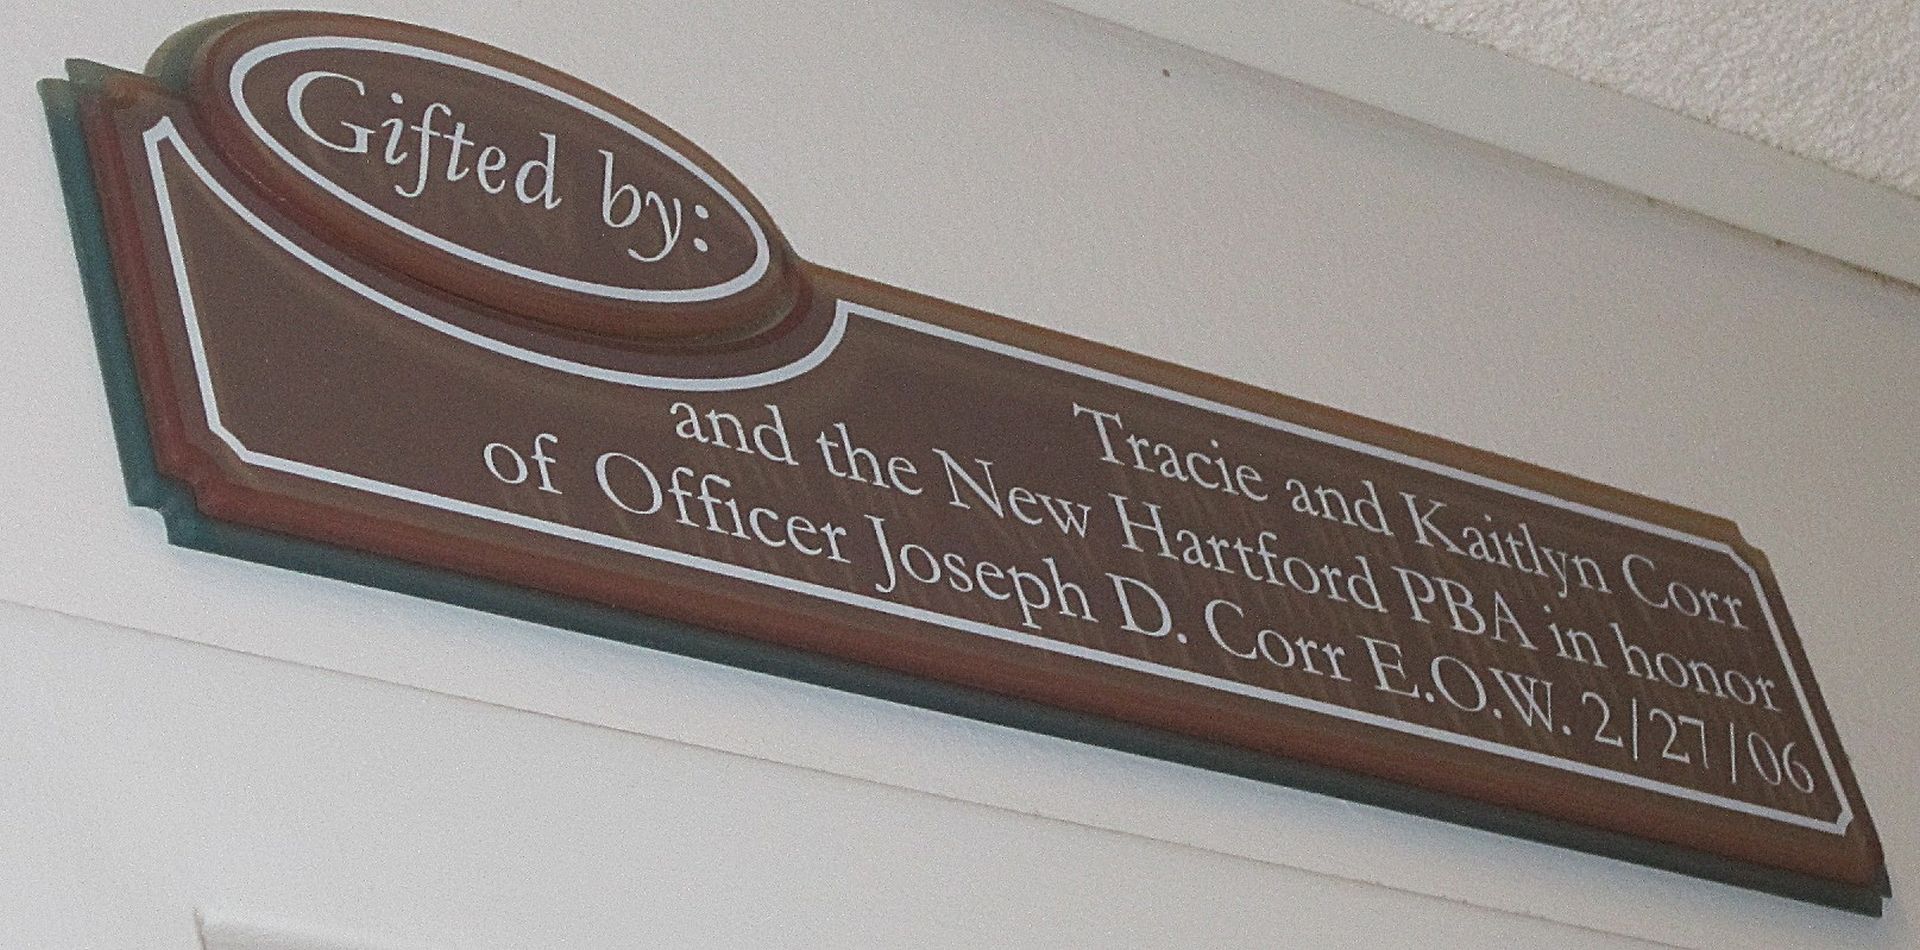 Gifted by:
Tracie and Kaitlyn Corr
and the New Hartford PBA in honor
of Officer Joseph D. Corr E.O.W. 2/27/06